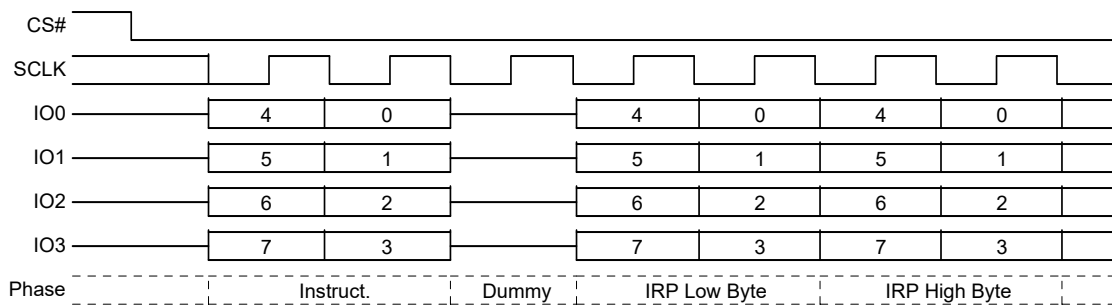 CS#
SCLK
IO0 4 0 4 0 4 0
IO1 5 1 5 1 5 1
IO2 6 2 6 2 6 2
IO3 7 3 7 3 7 3
Phase Instruct. Dummy IRP Low Byte IRP High Byte